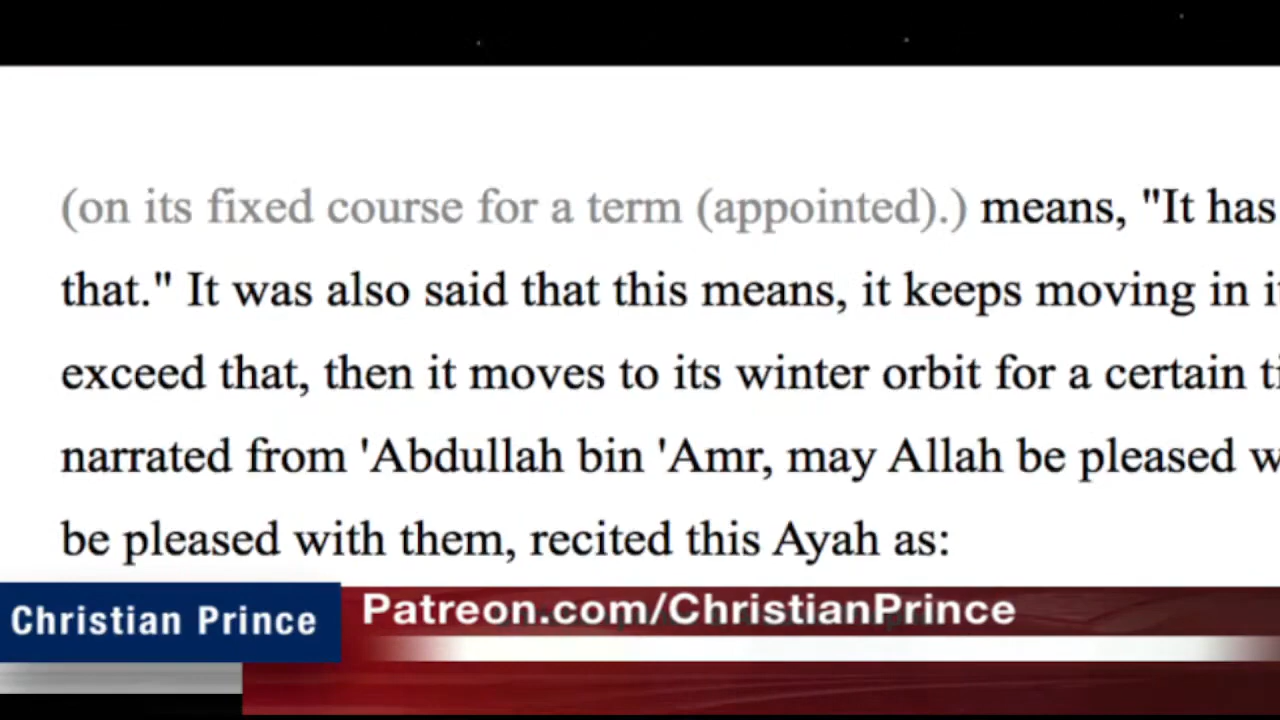 (on its fixed course for a term (appointed).) means, "It has
that." It was also said that this means, it keeps moving in
exceed that, then it moves to its winter orbit for a certain
narrated from 'Abdullah bin 'Amr, may Allah be pleased
be pleased with them, recited this Ayah as:
Christian Prince
Patreon.com/ChristianPrince